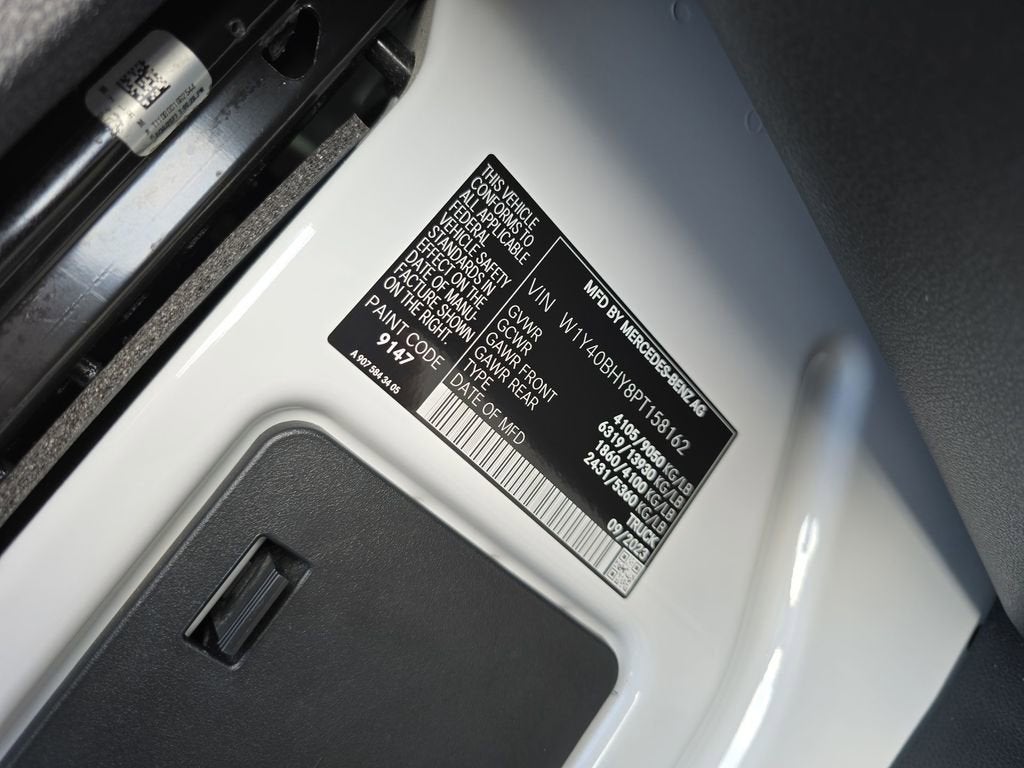 THIS VEHICLE
CONFORMS TO
ALL APPLICABLE
FEDERAL
VEHICLE SAFETY
STANDARDS IN
EFFECT ON THE
DATE OF MANU-
FACTURE SHOWN
ON THE RIGHT.
PAINT CODE
9147
A 907 584 34 05
MFD BY MERCEDES-BENZ AG
VIN W1Y40BHY8PT158162
GVWR 4105/9050 KG/LB
GCWR 6319/13930 KG/LB
GAWR FRONT 1860/4100 KG/LB
GAWR REAR 2431/5360 KG/LB
TYPE TRUCK
DATE OF MFD 09/2023